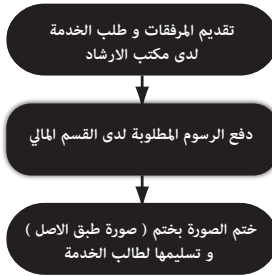 تقديم المرفقات و طلب الخدمة
لدى مكتب الارشاد
دفع الرسوم المطلوبة لدى القسم المالي
ختم الصورة بختم ( صورة طبق الاصل )
و تسليمها لطالب الخدمة